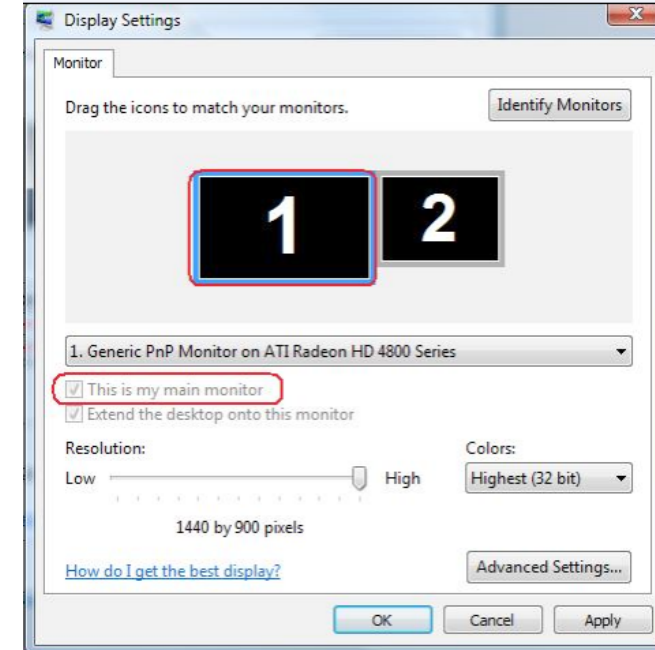 Display Settings
Monitor
Drag the icons to match your monitors.
Identify Monitors
1
2
1. Generic PnP Monitor on ATI Radeon HD 4800 Series
This is my main monitor
Extend the desktop onto this monitor
Resolution:
Colors:
Low
High
Highest (32 bit)
1440 by 900 pixels
How do I get the best display?
Advanced Settings...
OK
Cancel
Apply